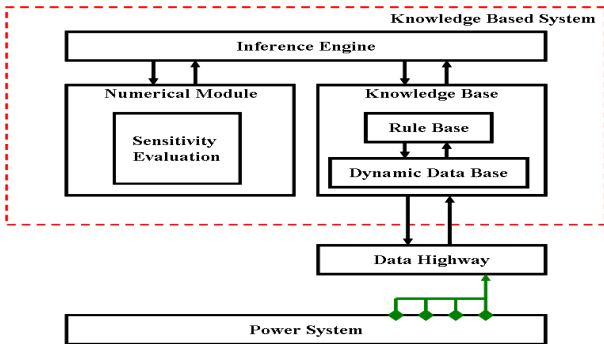 Knowledge Based System
Inference Engine
Numerical Module
Knowledge Base
Sensitivity
Evaluation
Rule Base
Dynamic Data Base
Data Highway
Power System